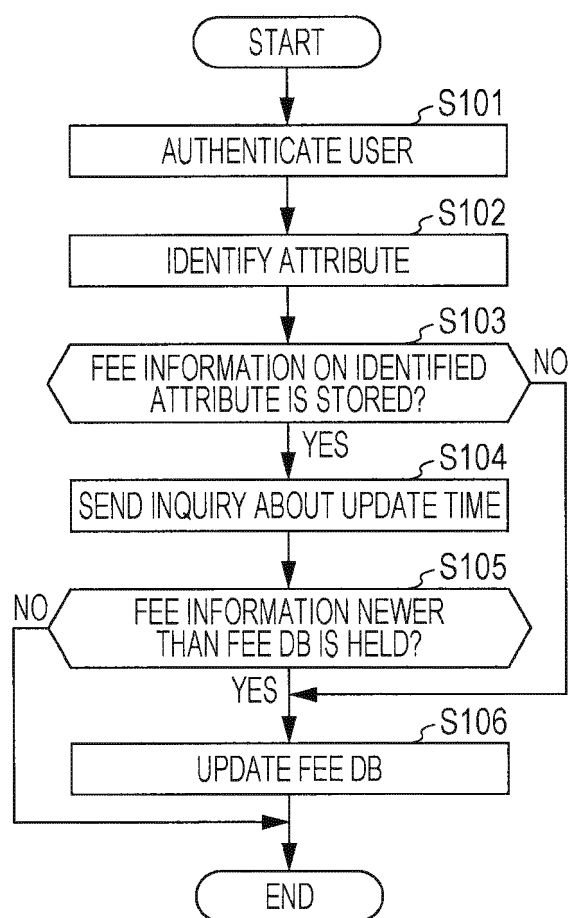 START
S101
AUTHENTICATE USER
S102
IDENTIFY ATTRIBUTE
S103
FEE INFORMATION ON IDENTIFIED
ATTRIBUTE IS STORED?
NO
YES
S104
SEND INQUIRY ABOUT UPDATE TIME
S105
NO
FEE INFORMATION NEWER
THAN FEE DB IS HELD?
YES
S106
UPDATE FEE DB
END